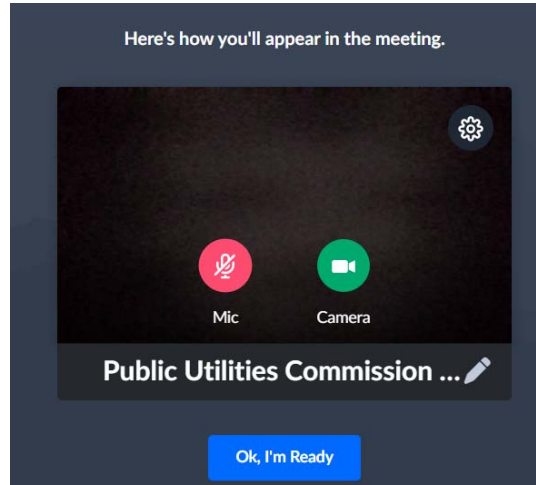 Here's how you'll appear in the meeting.
Mic
Camera
Public Utilities Commission ...
Ok, I'm Ready